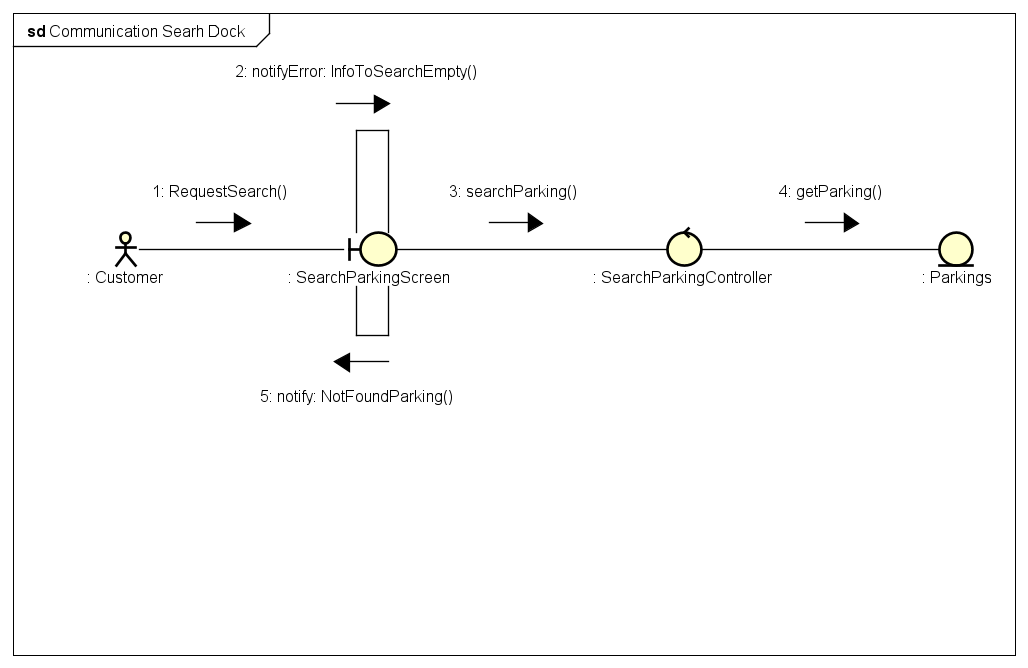 sd Communication Searh Dock
2: notifyError: InfoToSearchEmpty()
1: RequestSearch()
3: searchParking()
4: getParking()
: Customer
: SearchParkingScreen
: SearchParkingController
: Parkings
5: notify: NotFoundParking()